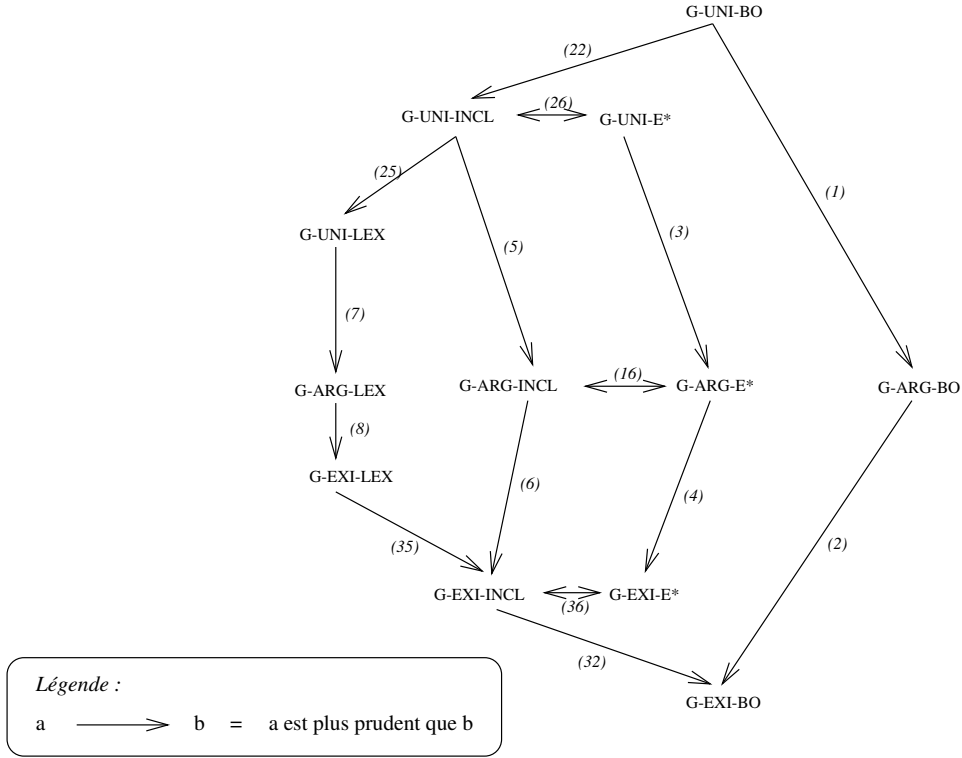 G-UNI-BO
(22)
G-UNI-INCL
(26)
G-UNI-E*
(25)
(1)
G-UNI-LEX
(5)
(3)
(7)
G-ARG-LEX
G-ARG-INCL
(16)
G-ARG-E*
G-ARG-BO
(8)
G-EXI-LEX
(6)
(4)
(35)
(2)
G-EXI-INCL
(36)
G-EXI-E*
(32)
G-EXI-BO
Légende :
a b = a est plus prudent que b